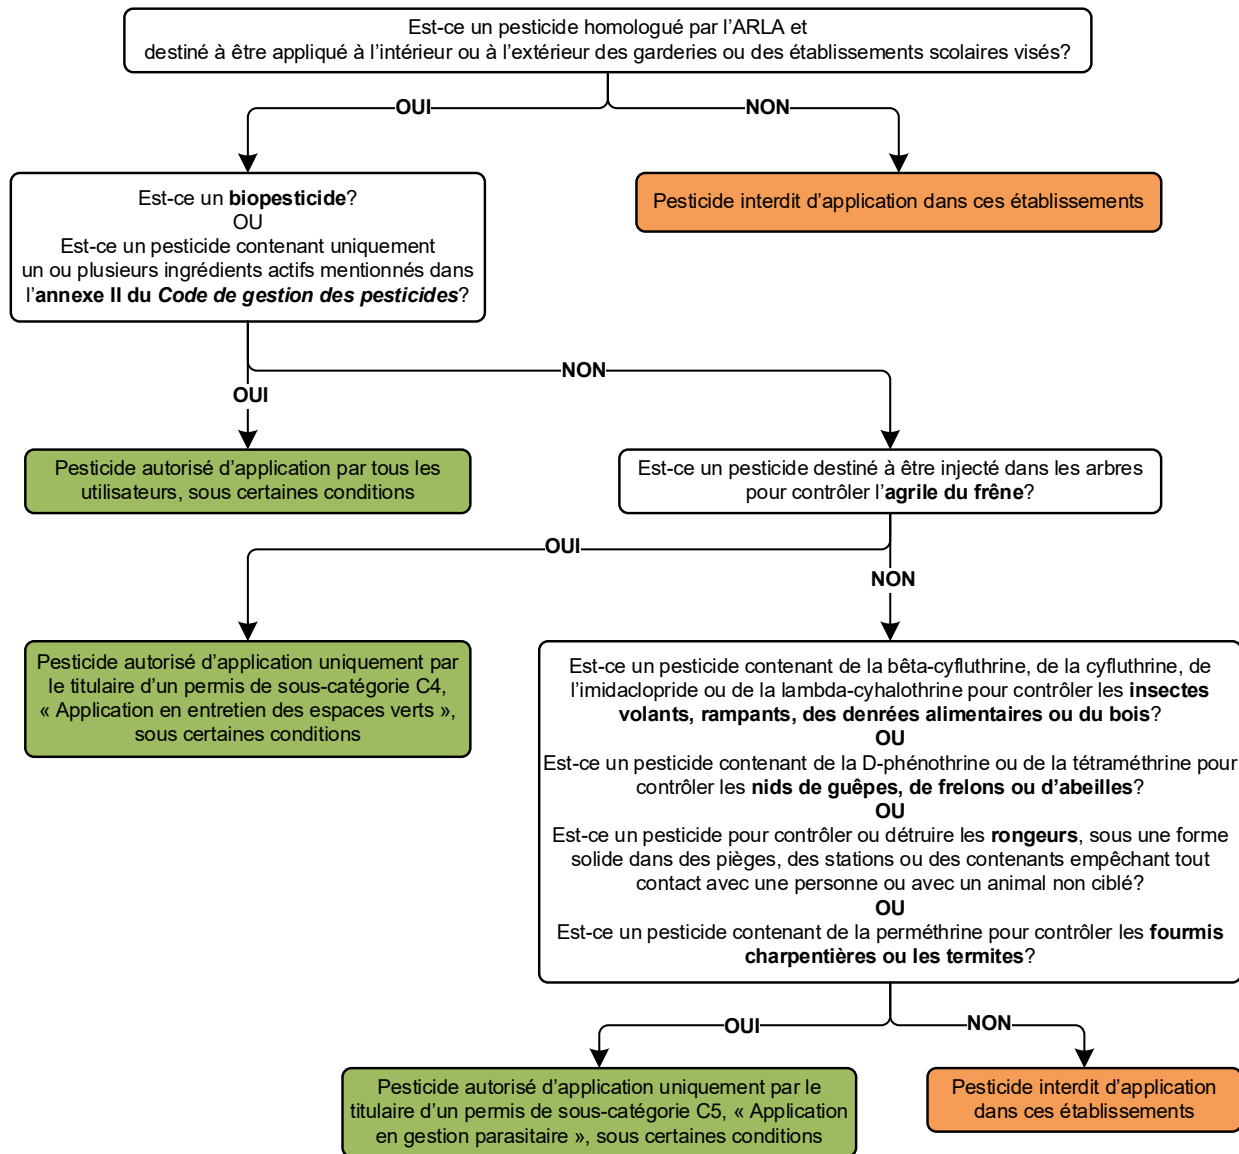 Est-ce un pesticide homologué par l'ARLA et
destiné à être appliqué à l'intérieur ou à l'extérieur des garderies ou des établissements scolaires visés?
OUI
NON
Est-ce un biopesticide?
OU
Est-ce un pesticide contenant uniquement
un ou plusieurs ingrédients actifs mentionnés dans
l'annexe II du Code de gestion des pesticides?
Pesticide interdit d'application dans ces établissements
NON
OUI
Pesticide autorisé d'application par tous les
utilisateurs, sous certaines conditions
Est-ce un pesticide destiné à être injecté dans les arbres
pour contrôler l'agrile du frêne?
OUI
NON
Pesticide autorisé d'application uniquement par
le titulaire d'un permis de sous-catégorie C4,
« Application en entretien des espaces verts »,
sous certaines conditions
Est-ce un pesticide contenant de la bêta-cyfluthrine, de la cyfluthrine, de
l'imidaclopride ou de la lambda-cyhalothrine pour contrôler les insectes
volants, rampants, des denrées alimentaires ou du bois?
OU
Est-ce un pesticide contenant de la D-phénothrine ou de la tétraméthrine pour
contrôler les nids de guêpes, de frelons ou d'abeilles?
OU
Est-ce un pesticide pour contrôler ou détruire les rongeurs, sous une forme
solide dans des pièges, des stations ou des contenants empêchant tout
contact avec une personne ou avec un animal non ciblé?
OU
Est-ce un pesticide contenant de la perméthrine pour contrôler les fourmis
charpentières ou les termites?
OUI
NON
Pesticide autorisé d'application uniquement par le
titulaire d'un permis de sous-catégorie C5, « Application
en gestion parasitaire », sous certaines conditions
Pesticide interdit d'application
dans ces établissements